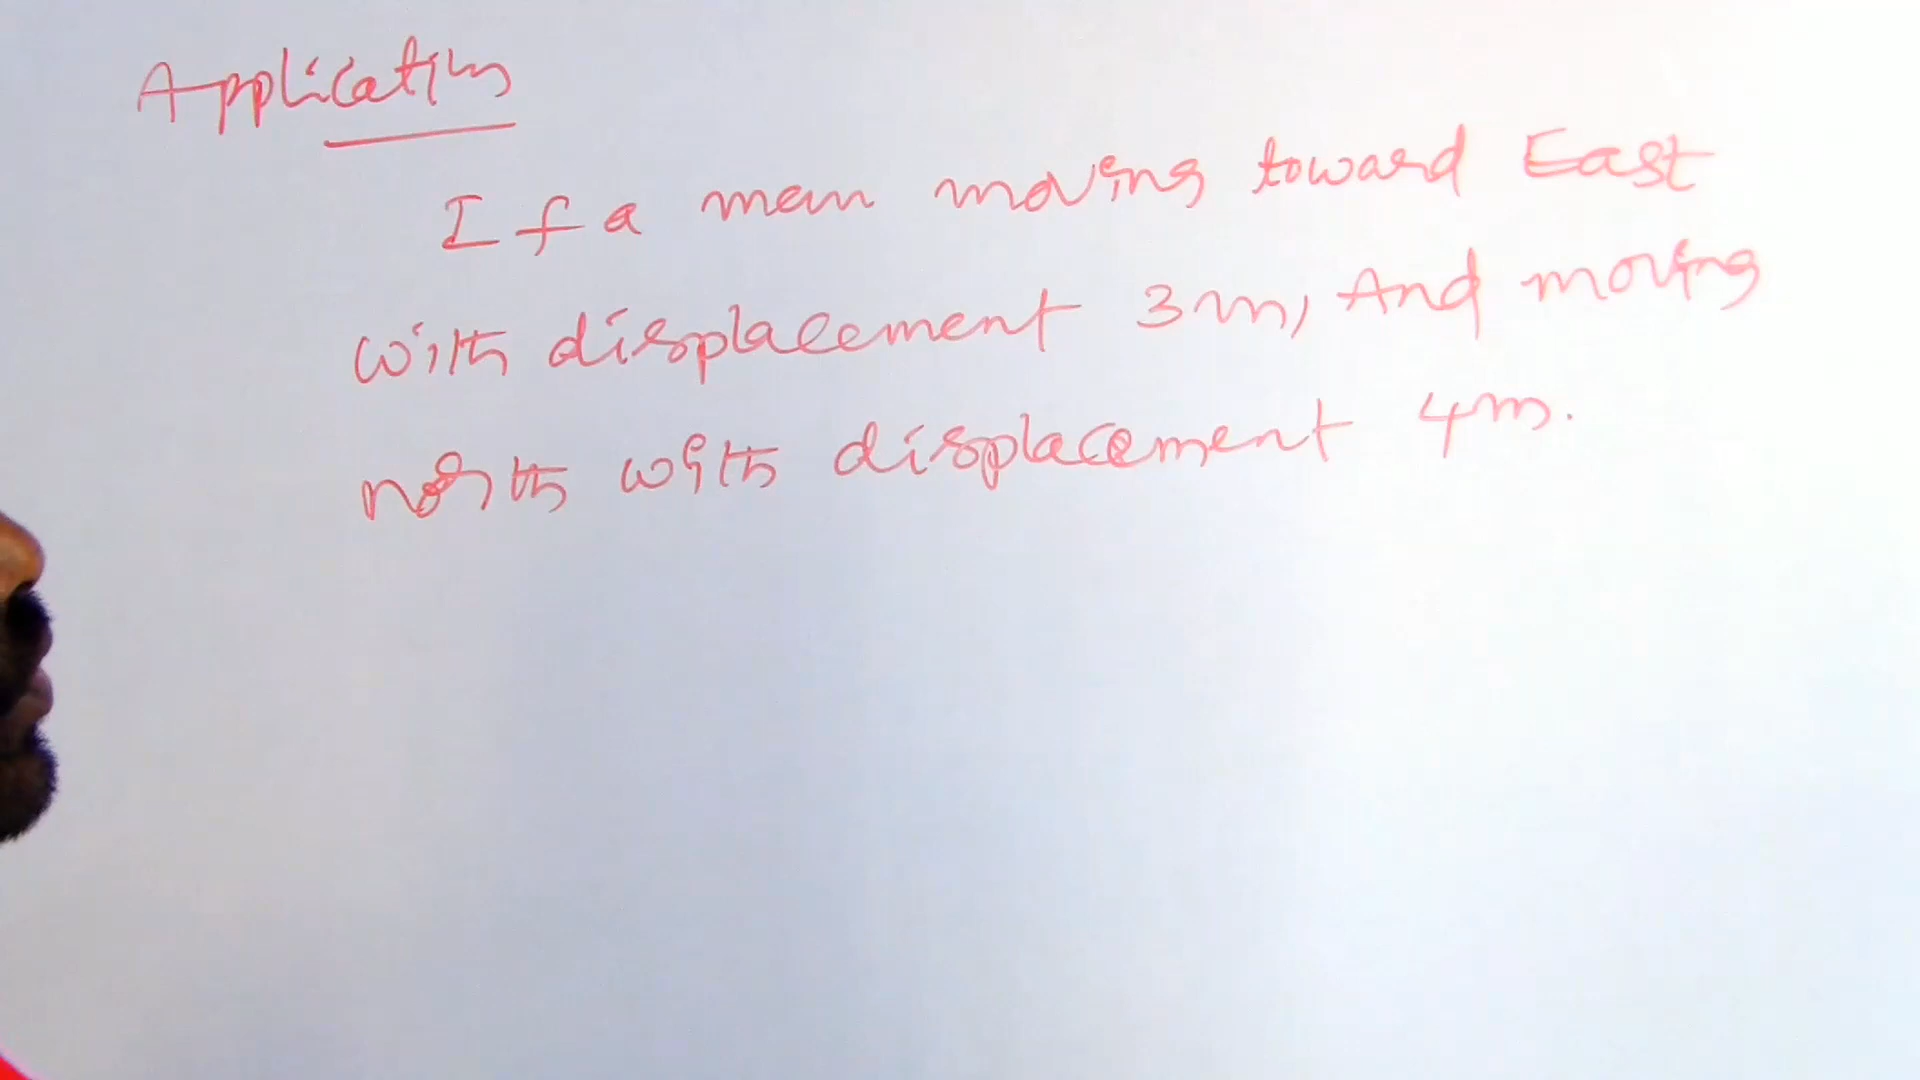 Application
If a man moving toward East
with displacement 3m, And moving
north with displacement 4m.